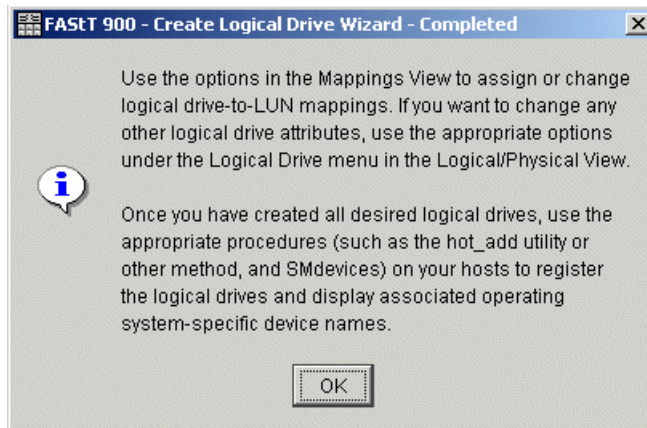 FAStT 900 - Create Logical Drive Wizard - Completed
Use the options in the Mappings View to assign or change
logical drive-to-LUN mappings. If you want to change any
other logical drive attributes, use the appropriate options
under the Logical Drive menu in the Logical/Physical View.
Once you have created all desired logical drives, use the
appropriate procedures (such as the hot_add utility or
other method, and SMdevices) on your hosts to register
the logical drives and display associated operating
system-specific device names.
OK